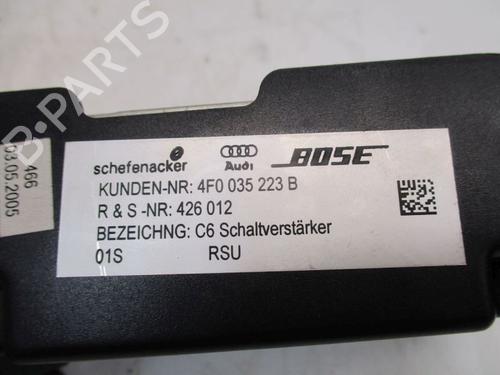 B-PARTS
schefenacker Audi BOSE
KUNDEN-NR: 4F0 035 223 B
R & S -NR: 426 012
BEZEICHNG: C6 Schaltverstärker
01S RSU
466
03.05.2005